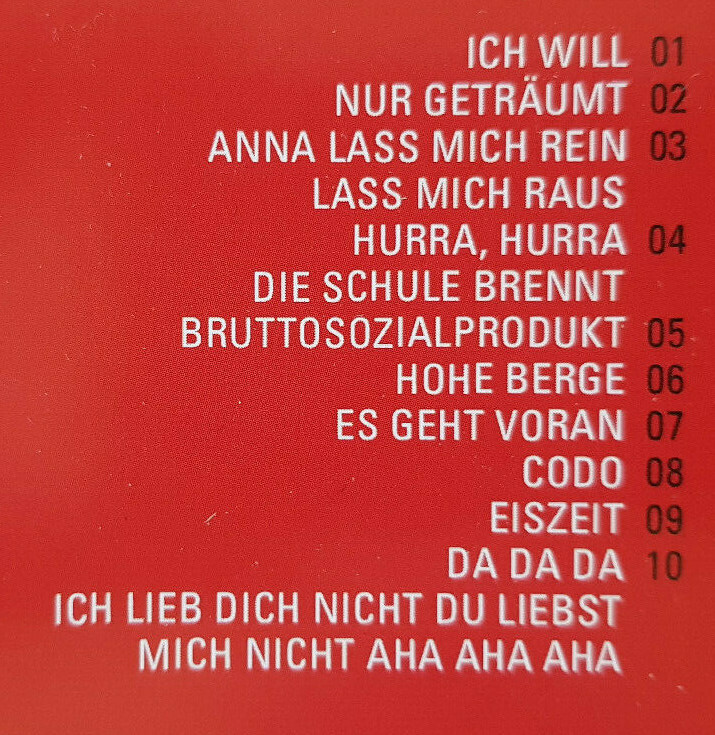 ICH WILL 01
NUR GETRÄUMT 02
ANNA LASS MICH REIN 03
LASS MICH RAUS
HURRA, HURRA 04
DIE SCHULE BRENNT
BRUTTOSOZIALPRODUKT 05
HOHE BERGE 06
ES GEHT VORAN 07
CODO 08
EISZEIT 09
DA DA DA 10
ICH LIEB DICH NICHT DU LIEBST
MICH NICHT AHA AHA AHA